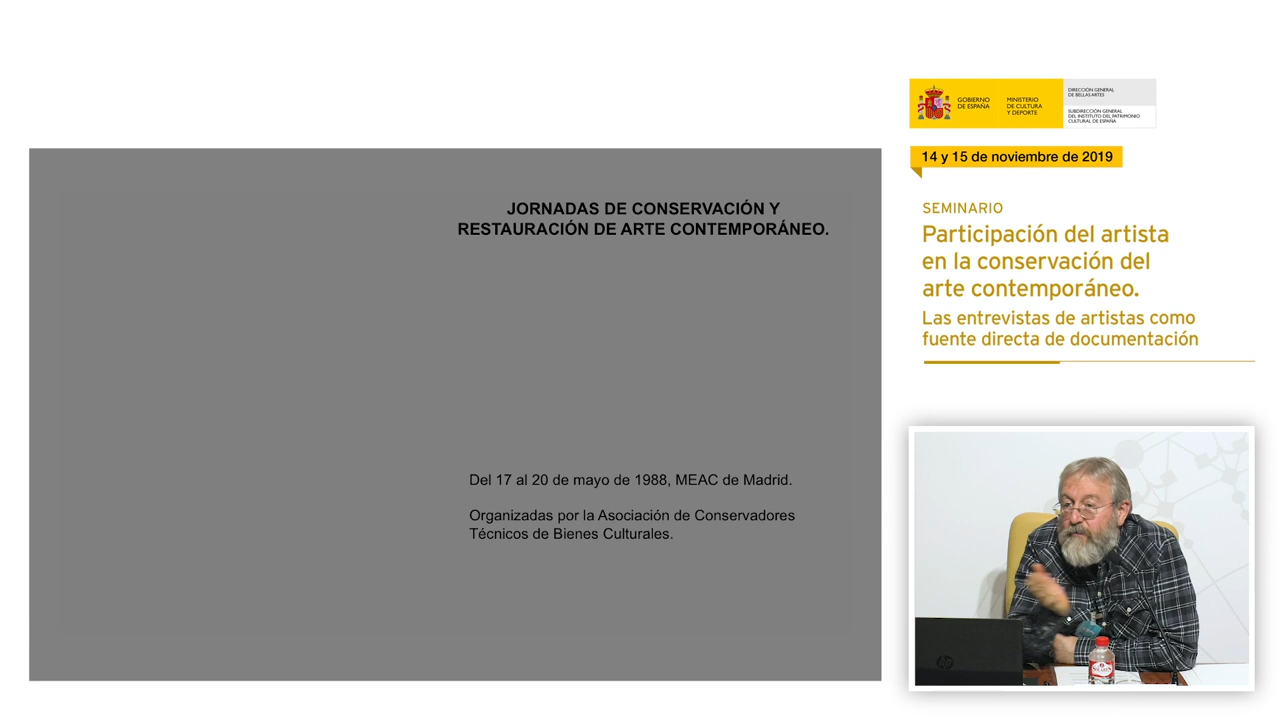 JORNADAS DE CONSERVACIÓN Y
RESTAURACIÓN DE ARTE CONTEMPORÁNEO.
Del 17 al 20 de mayo de 1988, MEAC de Madrid.
Organizadas por la Asociación de Conservadores
Técnicos de Bienes Culturales.
GOBIERNO
DE ESPAÑA
MINISTERIO
DE CULTURA
Y DEPORTE
DIRECCIÓN GENERAL
DE BELLAS ARTES
SUBDIRECCIÓN GENERAL
DEL INSTITUTO DEL PATRIMONIO
CULTURAL DE ESPAÑA
14 y 15 de noviembre de 2019
SEMINARIO
Participación del artista
en la conservación del
arte contemporáneo.
Las entrevistas de artistas como
fuente directa de documentación
hp